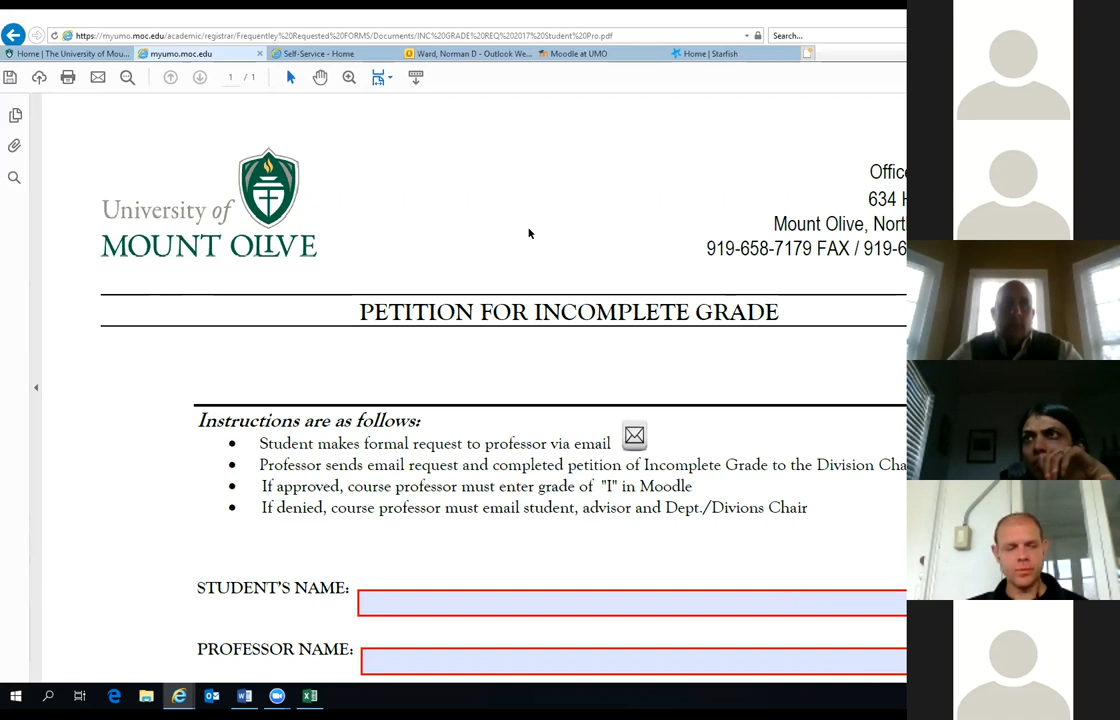 https://myumo.moc.edu/academic/registrar/Frequentley%20Requested%20FORMS/Documents/INC%20GRADE%20REQ%202017%20Student%20Pro.pdf
Search...
Home | The University of Mou...
myumo.moc.edu
Self-Service - Home
Ward, Norman D - Outlook We...
Moodle at UMO
Home | Starfish
1 / 1
University of
MOUNT OLIVE
Offic
634 H
Mount Olive, Nort
919-658-7179 FAX / 919-6
PETITION FOR INCOMPLETE GRADE
Instructions are as follows:
• Student makes formal request to professor via email
• Professor sends email request and completed petition of Incomplete Grade to the Division Cha
• If approved, course professor must enter grade of "I" in Moodle
• If denied, course professor must email student, advisor and Dept./Divions Chair
STUDENT'S NAME:
PROFESSOR NAME: